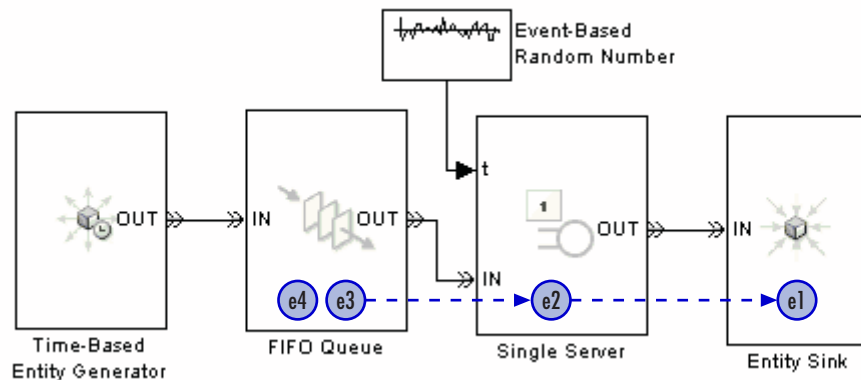 Event-Based
Random Number
OUT
Time-Based
Entity Generator
IN
OUT
e4
e3
FIFO Queue
t
IN
1
OUT
e2
Single Server
IN
e1
Entity Sink